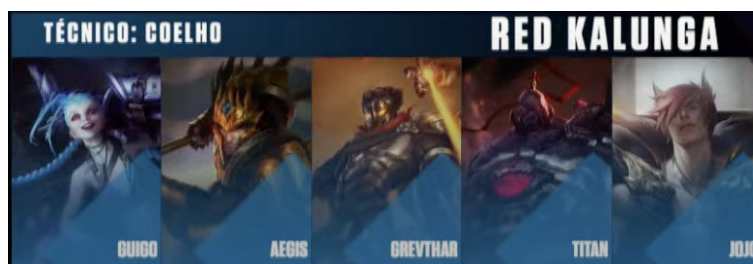 TÉCNICO: COELHO
RED KALUNGA
GUIGO
AEGIS
GREVTHAR
TITAN
JOJO